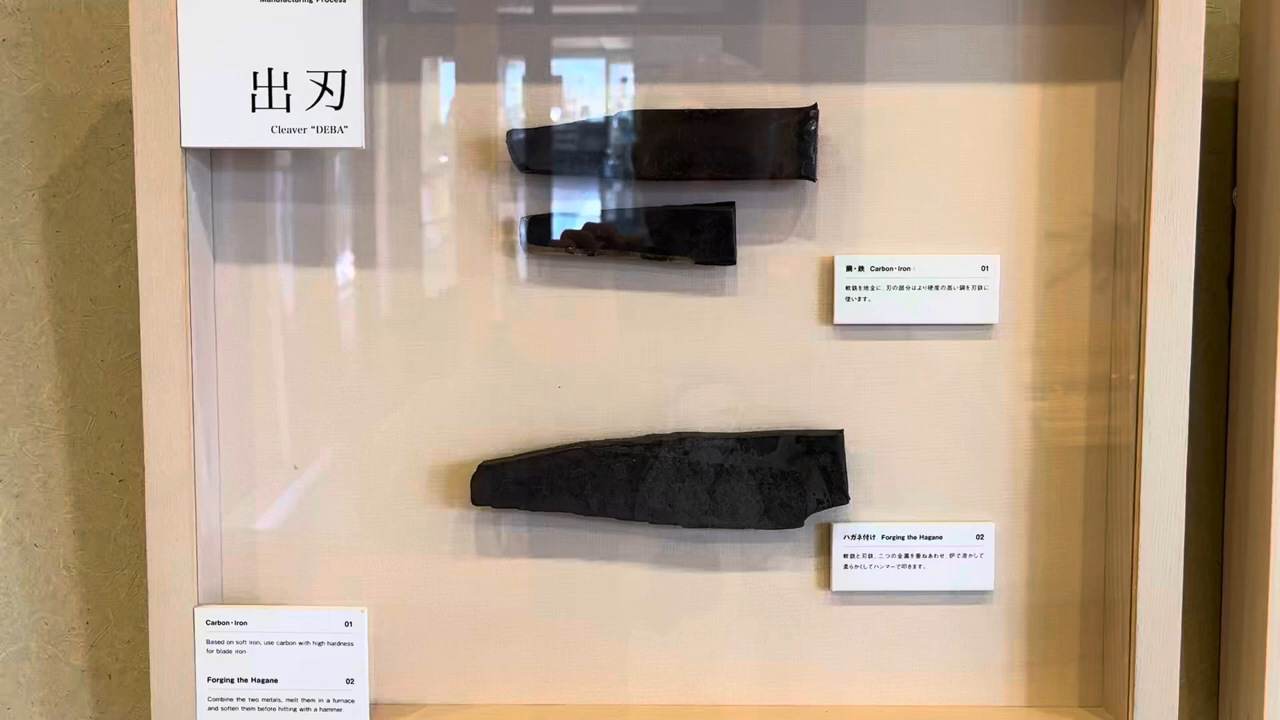 Manufacturing Process
出刃
Cleaver "DEBA"
鋼・鉄 Carbon・Iron 01
軟鉄を地金に、刃の部分はより硬度の高い鋼を刃鉄に
使います。
ハガネ付け Forging the Hagane 02
軟鉄と刃鉄、二つの金属を重ねあわせ、炉で溶かして
柔らかくしてハンマーで叩きます。
Carbon・Iron 01
Based on soft iron, use carbon with high hardness
for blade iron
Forging the Hagane 02
Combine the two metals, melt them in a furnace
and soften them before hitting with a hammer.